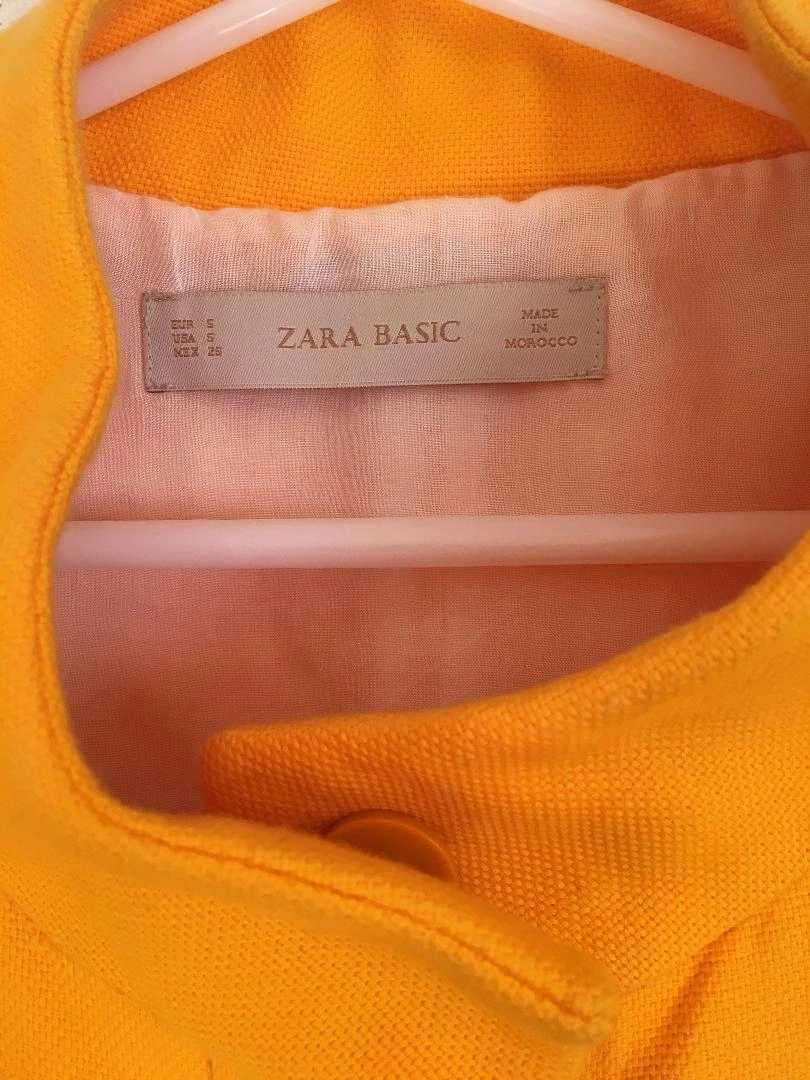 EUR S
USA S
MEX 26
ZARA BASIC
MADE
IN
MOROCCO